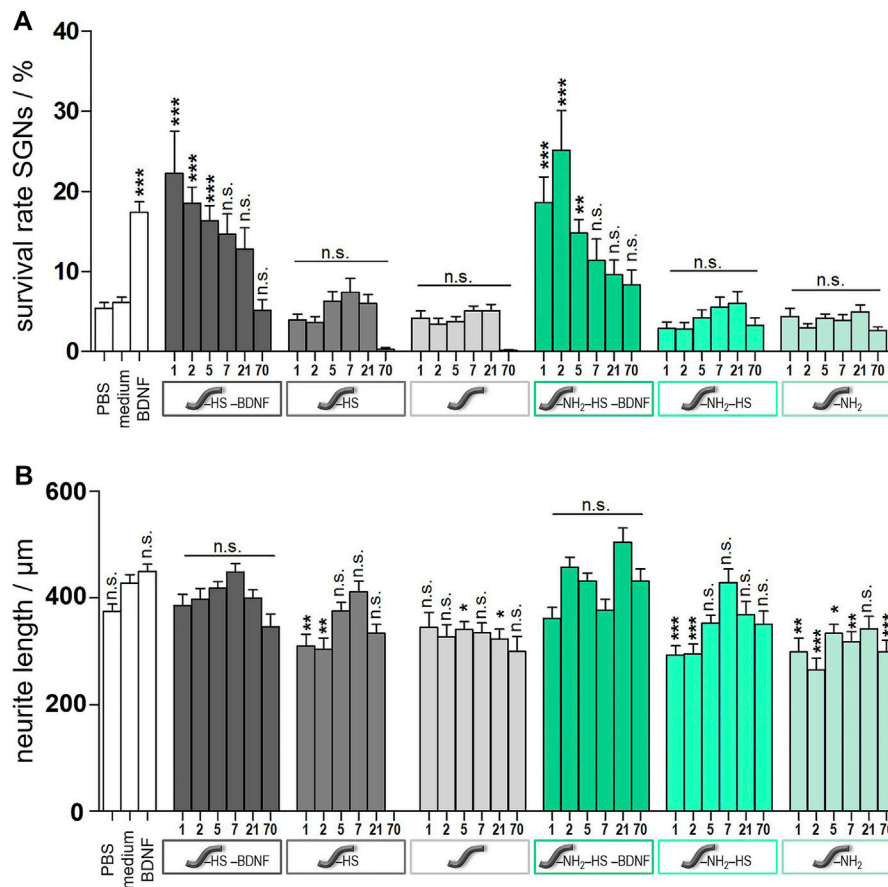 A
survival rate SGNs / %
40
30
20
10
0
*** *** *** *** n.s. n.s. n.s. n.s. n.s. *** *** ** n.s. n.s. n.s. n.s. n.s.
1 2 5 7 21 70 1 2 5 7 21 70 1 2 5 7 21 70 1 2 5 7 21 70 1 2 5 7 21 70 1 2 5 7 21 70
PBS
medium
BDNF
–HS –BDNF –HS –NH₂–HS –BDNF –NH₂–HS –NH₂
B
neurite length / µm
600
400
200
0
n.s. n.s. n.s. ** ** n.s. n.s. n.s. n.s. n.s. * n.s. * n.s. n.s. *** *** n.s. n.s. n.s. n.s. ** *** * ** n.s. ***
1 2 5 7 21 70 1 2 5 7 21 70 1 2 5 7 21 70 1 2 5 7 21 70 1 2 5 7 21 70 1 2 5 7 21 70
PBS
medium
BDNF
–HS –BDNF –HS –NH₂–HS –BDNF –NH₂–HS –NH₂